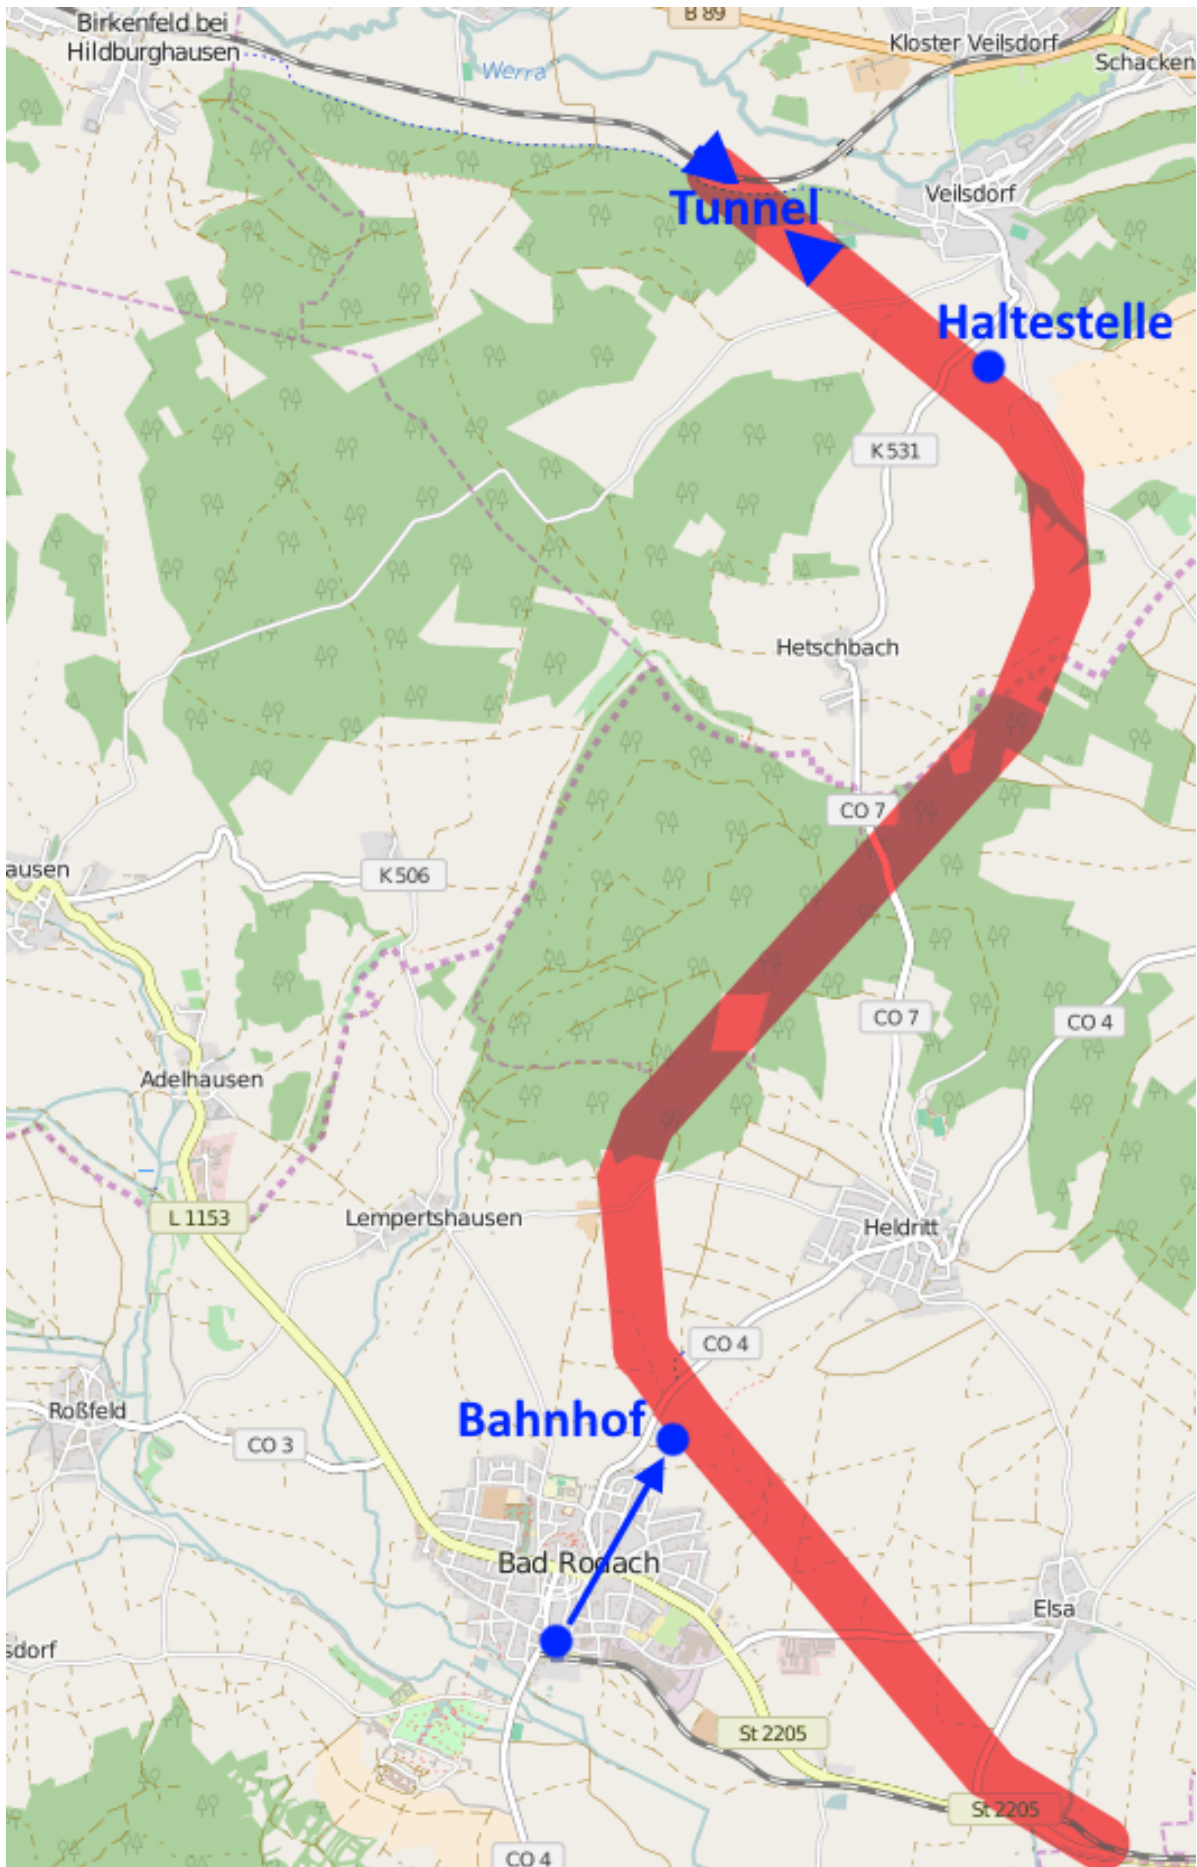 Birkenfeld bei
Hildburghausen
B 89
Kloster Veilsdorf
Schacken
Werra
Veilsdorf
Tunnel
Haltestelle
K 531
Hetschbach
CO 7
ausen
K 506
CO 7
CO 4
Adelhausen
L 1153
Lempertshausen
Heldritt
CO 4
Roßfeld
Bahnhof
CO 3
Bad Rodach
Elsa
sdorf
St 2205
St 2205
CO 4